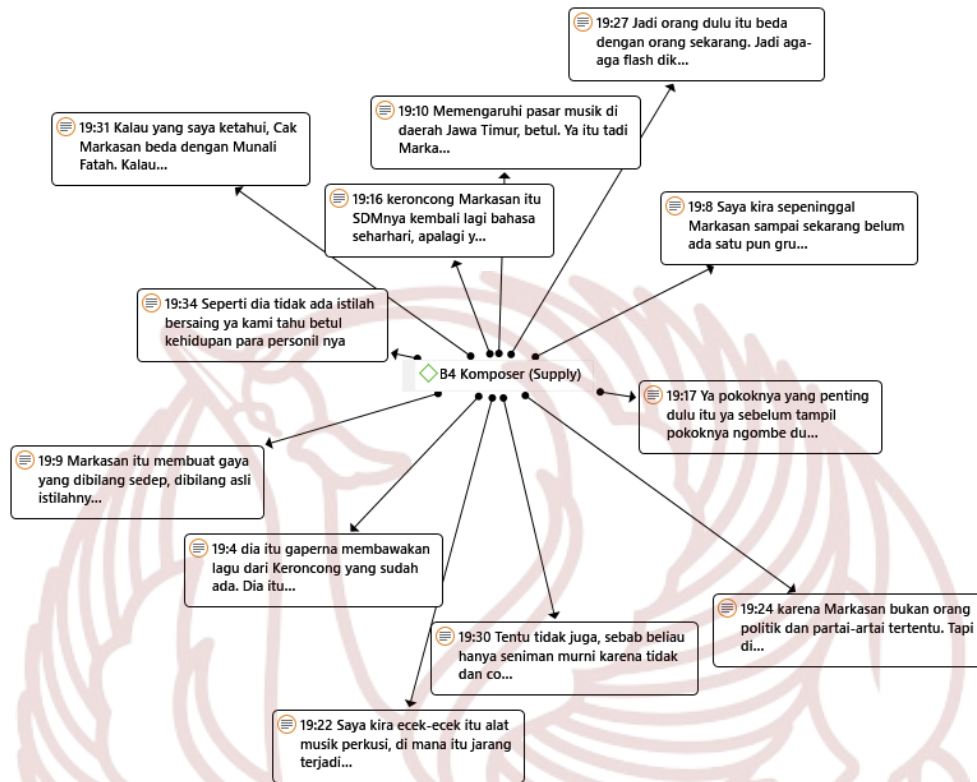 19:27 Jadi orang dulu itu beda
dengan orang sekarang. Jadi aga-
aga flash dik...
19:10 Memengaruhi pasar musik di
daerah Jawa Timur, betul. Ya itu tadi
Marka...
19:31 Kalau yang saya ketahui, Cak
Markasan beda dengan Munali
Fatah. Kalau...
19:16 keroncong Markasan itu
SDMnya kembali lagi bahasa
seharhari, apalagi y...
19:8 Saya kira sepeninggal
Markasan sampai sekarang belum
ada satu pun gru...
19:34 Seperti dia tidak ada istilah
bersaing ya kami tahu betul
kehidupan para personil nya
B4 Komposer (Supply)
19:17 Ya pokoknya yang penting
dulu itu ya sebelum tampil
pokoknya ngombe du...
19:9 Markasan itu membuat gaya
yang dibilang sedep, dibilang asli
istilahny...
19:4 dia itu gaperna membawakan
lagu dari Keroncong yang sudah
ada. Dia itu...
19:24 karena Markasan bukan orang
politik dan partai-artai tertentu. Tapi
di...
19:30 Tentu tidak juga, sebab beliau
hanya seniman murni karena tidak
dan co...
19:22 Saya kira ecek-ecek itu alat
musik perkusi, di mana itu jarang
terjadi...